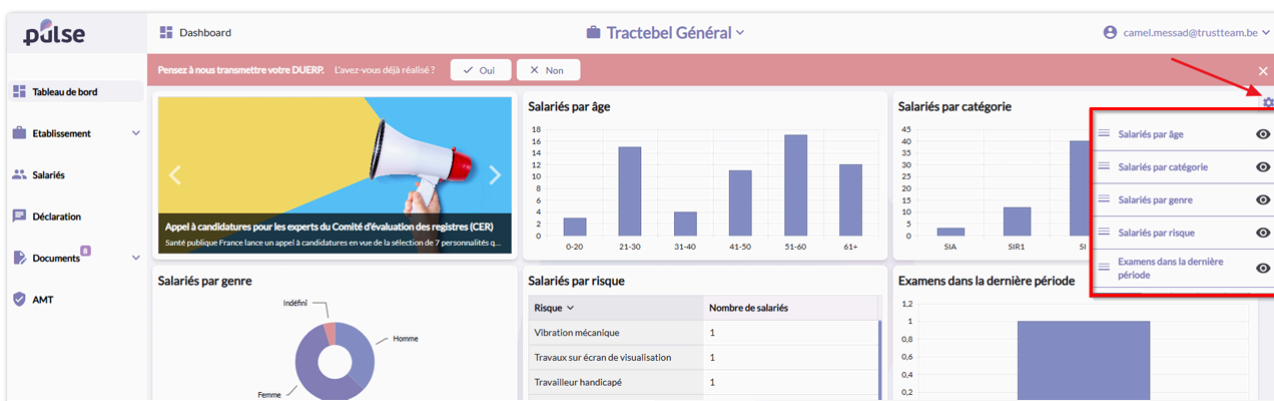 pulse
Dashboard
Tractebel Général
camel.messad@trustteam.be
Pensez à nous transmettre votre DUERP. L'avez-vous déjà réalisé ? Oui Non
Tableau de bord
Etablissement
Salariés
Déclaration
Documents 8
AMT
Appel à candidatures pour les experts du Comité d'évaluation des registres (CER)
Santé publique France lance un appel à candidatures en vue de la sélection de 7 personnalités q...
Salariés par âge
18
16
14
12
10
8
6
4
2
0
0-20 21-30 31-40 41-50 51-60 61+
Salariés par catégorie
45
40
35
30
25
20
15
10
5
0
SIA SIR1 SI
Salariés par âge
Salariés par catégorie
Salariés par genre
Salariés par risque
Examens dans la dernière
période
Salariés par genre
Indéfini
Homme
Femme
Salariés par risque
Risque Nombre de salariés
Vibration mécanique 1
Travaux sur écran de visualisation 1
Travailleur handicapé 1
Examens dans la dernière période
1,2
1
0,8
0,6
0,4
0,2